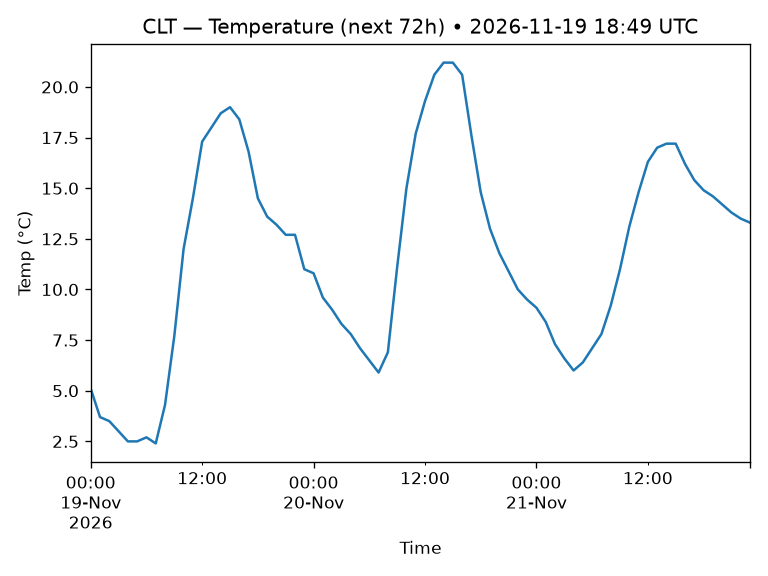 CLT — Temperature (next 72h) • 2026-11-19 18:49 UTC
20.0
17.5
15.0
12.5
10.0
7.5
5.0
2.5
Temp (°C)
00:00 12:00 00:00 12:00 00:00 12:00
19-Nov 20-Nov 21-Nov
2026
Time